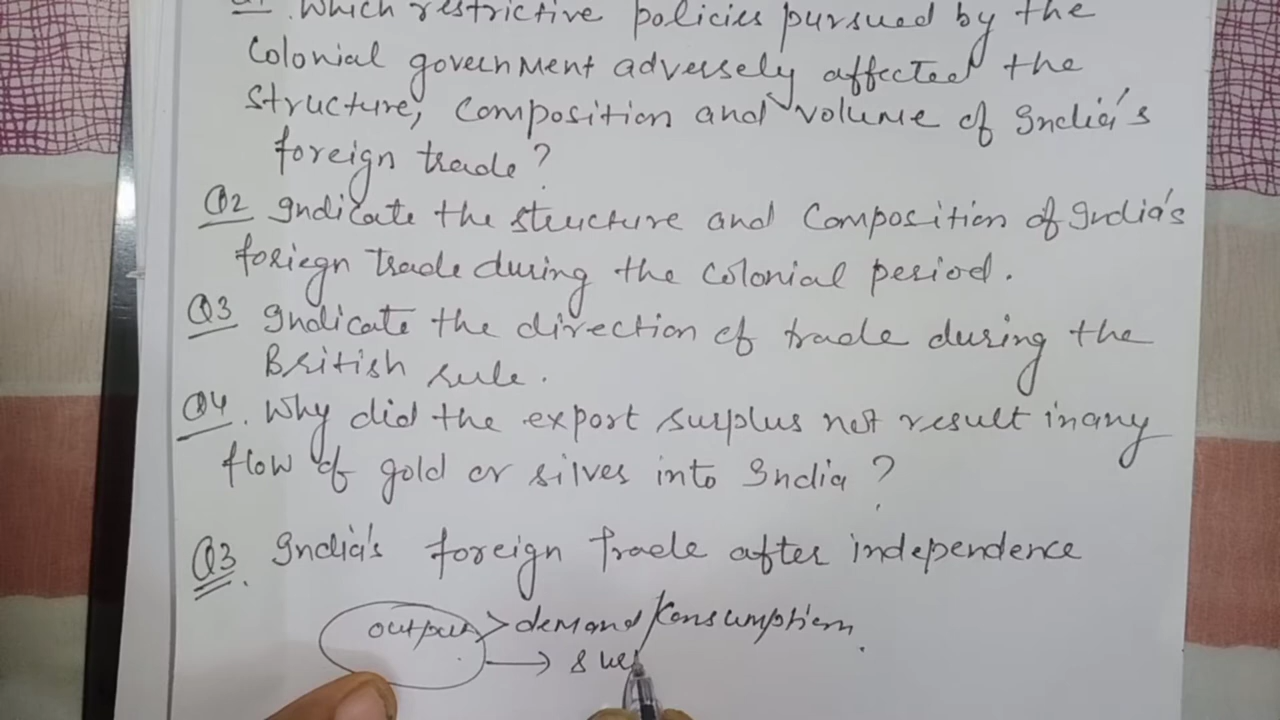 Q1. Which restrictive policies pursued by the
Colonial government adversely affected the
structure, composition and volume of India's
foreign trade?
Q2 Indicate the structure and composition of India's
foriegn trade during the colonial period.
Q3 Indicate the direction of trade during the
British rule.
Q4. Why did the export surplus not result in any
flow of gold or silver into India?
Q3. India's foreign trade after independence
output > demand/consumption.
→